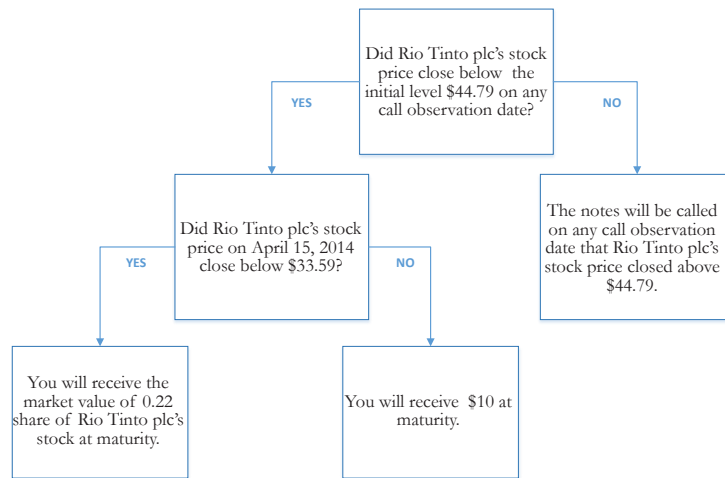 Did Rio Tinto plc's stock
price close below the
initial level $44.79 on any
call observation date?
YES
NO
Did Rio Tinto plc's stock
price on April 15, 2014
close below $33.59?
The notes will be called
on any call observation
date that Rio Tinto plc's
stock price closed above
$44.79.
YES
NO
You will receive the
market value of 0.22
share of Rio Tinto plc's
stock at maturity.
You will receive $10 at
maturity.